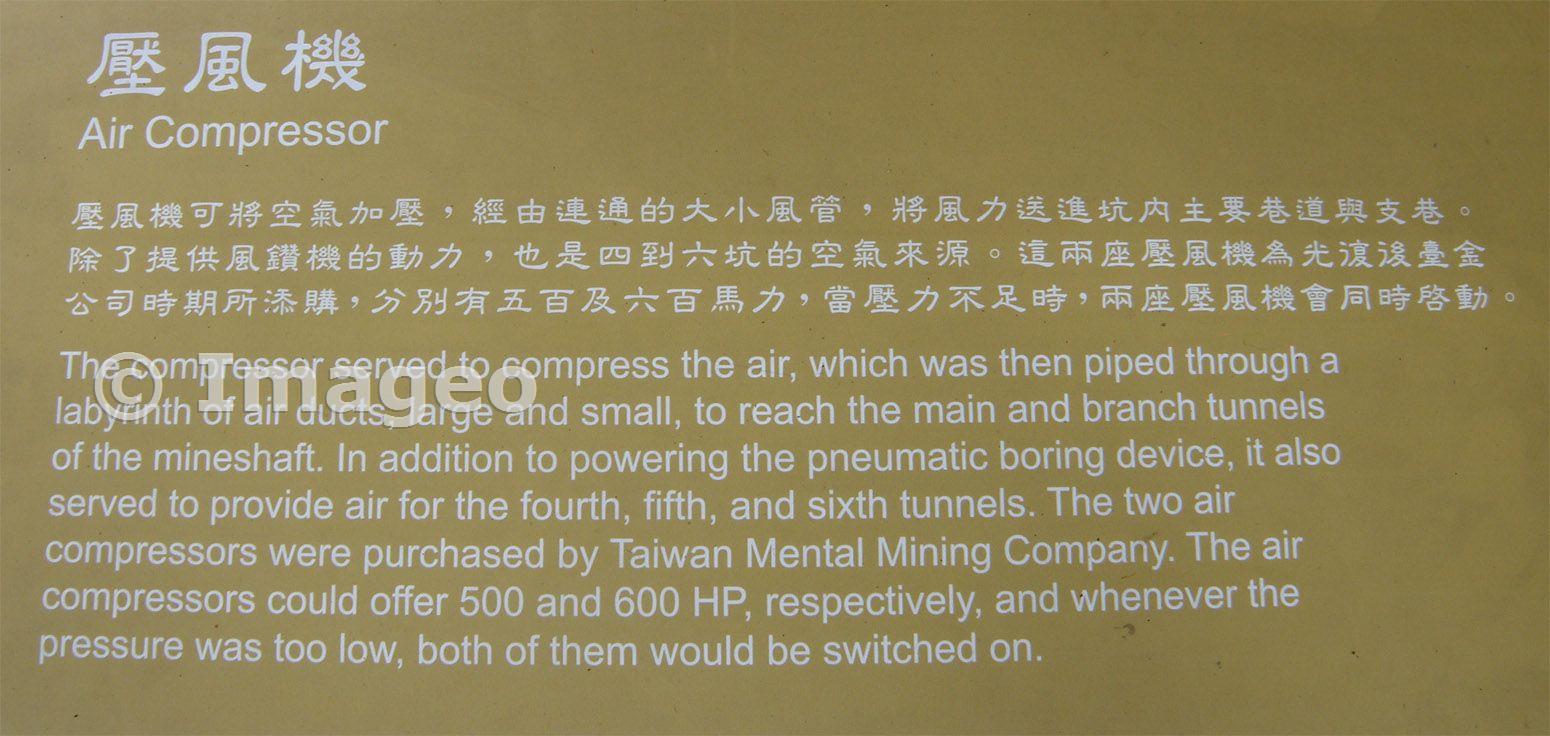 壓風機
Air Compressor
壓風機可將空氣加壓，經由連通的大小風管，將風力送進坑內主要巷道與支巷。
除了提供風鑽機的動力，也是四到六坑的空氣來源。這兩座壓風機為光復後臺金
公司時期所添購，分別有五百及六百馬力，當壓力不足時，兩座壓風機會同時啓動。
The compressor served to compress the air, which was then piped through a
labyrinth of air ducts, large and small, to reach the main and branch tunnels
of the mineshaft. In addition to powering the pneumatic boring device, it also
served to provide air for the fourth, fifth, and sixth tunnels. The two air
compressors were purchased by Taiwan Mental Mining Company. The air
compressors could offer 500 and 600 HP, respectively, and whenever the
pressure was too low, both of them would be switched on.
© Imageo